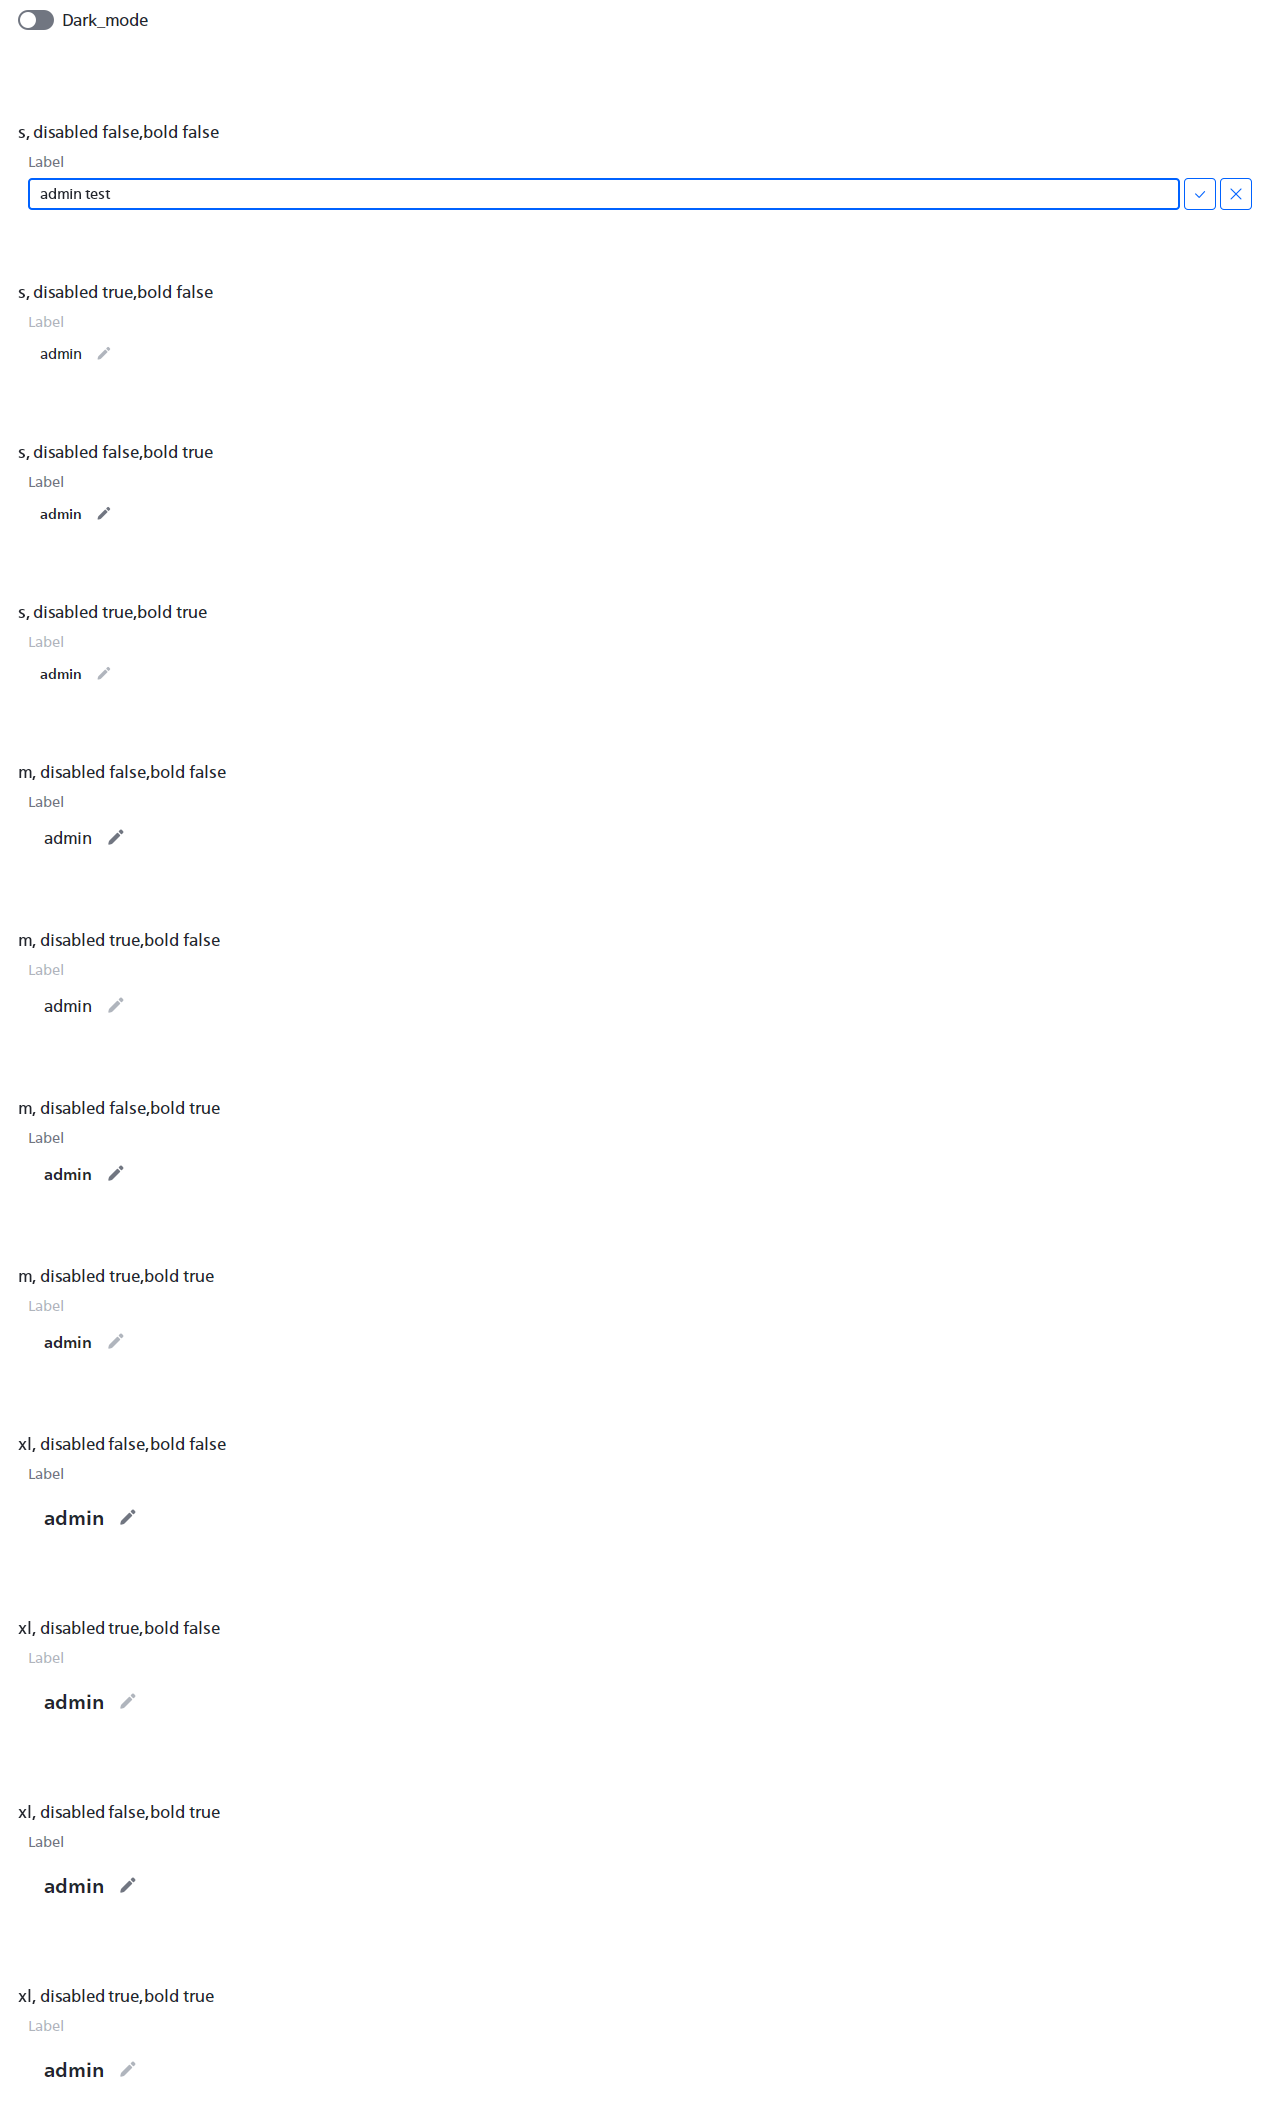 Dark_mode
s, disabled false,bold false
Label
admin test
s, disabled true,bold false
Label
admin
s, disabled false,bold true
Label
admin
s, disabled true,bold true
Label
admin
m, disabled false,bold false
Label
admin
m, disabled true,bold false
Label
admin
m, disabled false,bold true
Label
admin
m, disabled true,bold true
Label
admin
xl, disabled false,bold false
Label
admin
xl, disabled true,bold false
Label
admin
xl, disabled false,bold true
Label
admin
xl, disabled true,bold true
Label
admin